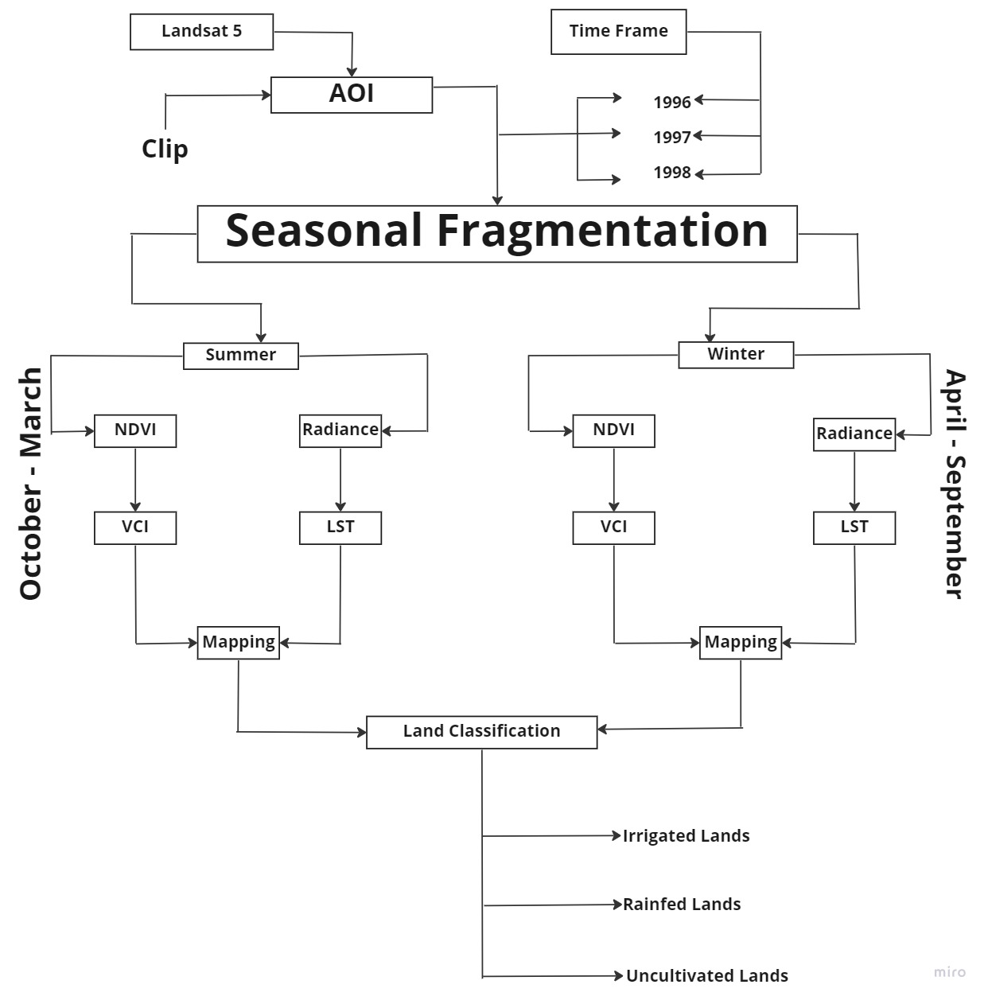 Landsat 5
Time Frame
AOI
Clip
1996
1997
1998
Seasonal Fragmentation
Summer
Winter
October - March
April - September
NDVI
Radiance
NDVI
Radiance
VCI
LST
VCI
LST
Mapping
Mapping
Land Classification
Irrigated Lands
Rainfed Lands
Uncultivated Lands
miro